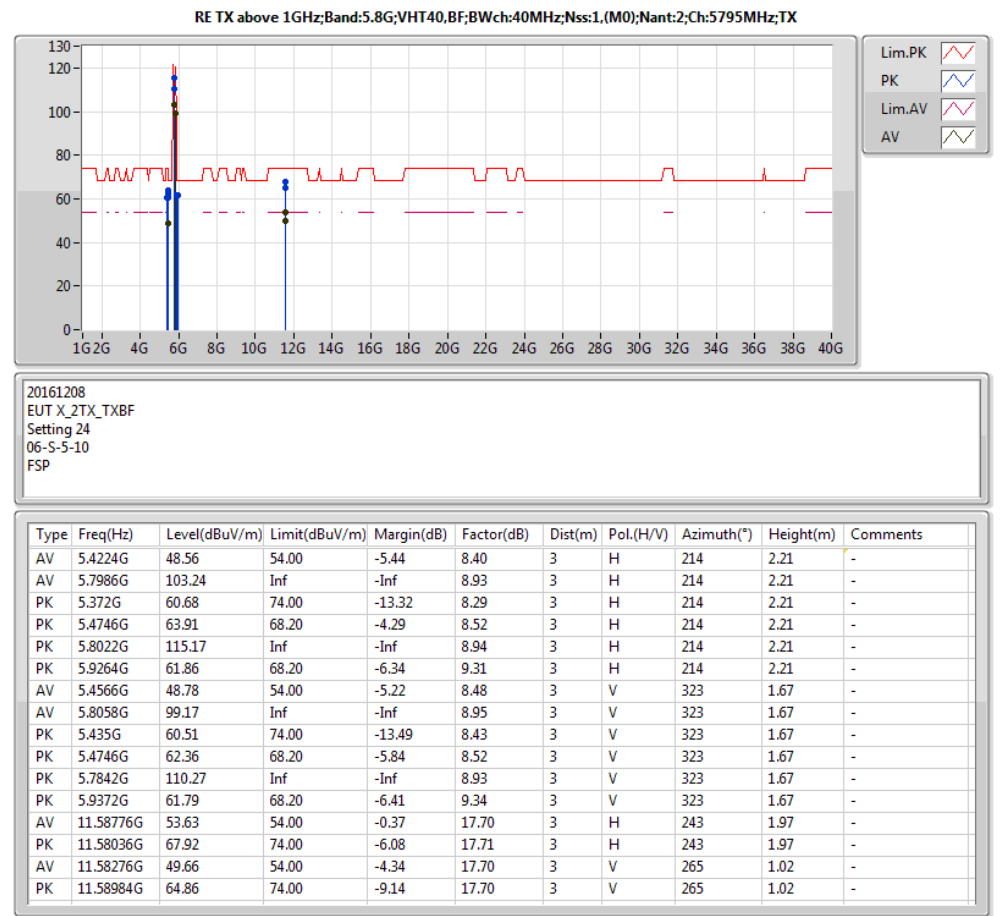 RE TX above 1GHz;Band:5.8G;VHT40,BF;BWch:40MHz;Nss:1,(M0);Nant:2;Ch:5795MHz;TX
130
120
100
80
60
40
20
0
1G 2G 4G 6G 8G 10G 12G 14G 16G 18G 20G 22G 24G 26G 28G 30G 32G 34G 36G 38G 40G
Lim.PK
PK
Lim.AV
AV
20161208
EUT X_2TX_TXBF
Setting 24
06-S-5-10
FSP
Type Freq(Hz) Level(dBuV/m) Limit(dBuV/m) Margin(dB) Factor(dB) Dist(m) Pol.(H/V) Azimuth(°) Height(m) Comments
AV 5.4224G 48.56 54.00 -5.44 8.40 3 H 214 2.21 -
AV 5.7986G 103.24 Inf -Inf 8.93 3 H 214 2.21 -
PK 5.372G 60.68 74.00 -13.32 8.29 3 H 214 2.21 -
PK 5.4746G 63.91 68.20 -4.29 8.52 3 H 214 2.21 -
PK 5.8022G 115.17 Inf -Inf 8.94 3 H 214 2.21 -
PK 5.9264G 61.86 68.20 -6.34 9.31 3 H 214 2.21 -
AV 5.4566G 48.78 54.00 -5.22 8.48 3 V 323 1.67 -
AV 5.8058G 99.17 Inf -Inf 8.95 3 V 323 1.67 -
PK 5.435G 60.51 74.00 -13.49 8.43 3 V 323 1.67 -
PK 5.4746G 62.36 68.20 -5.84 8.52 3 V 323 1.67 -
PK 5.7842G 110.27 Inf -Inf 8.93 3 V 323 1.67 -
PK 5.9372G 61.79 68.20 -6.41 9.34 3 V 323 1.67 -
AV 11.58776G 53.63 54.00 -0.37 17.70 3 H 243 1.97 -
PK 11.58036G 67.92 74.00 -6.08 17.71 3 H 243 1.97 -
AV 11.58276G 49.66 54.00 -4.34 17.70 3 V 265 1.02 -
PK 11.58984G 64.86 74.00 -9.14 17.70 3 V 265 1.02 -